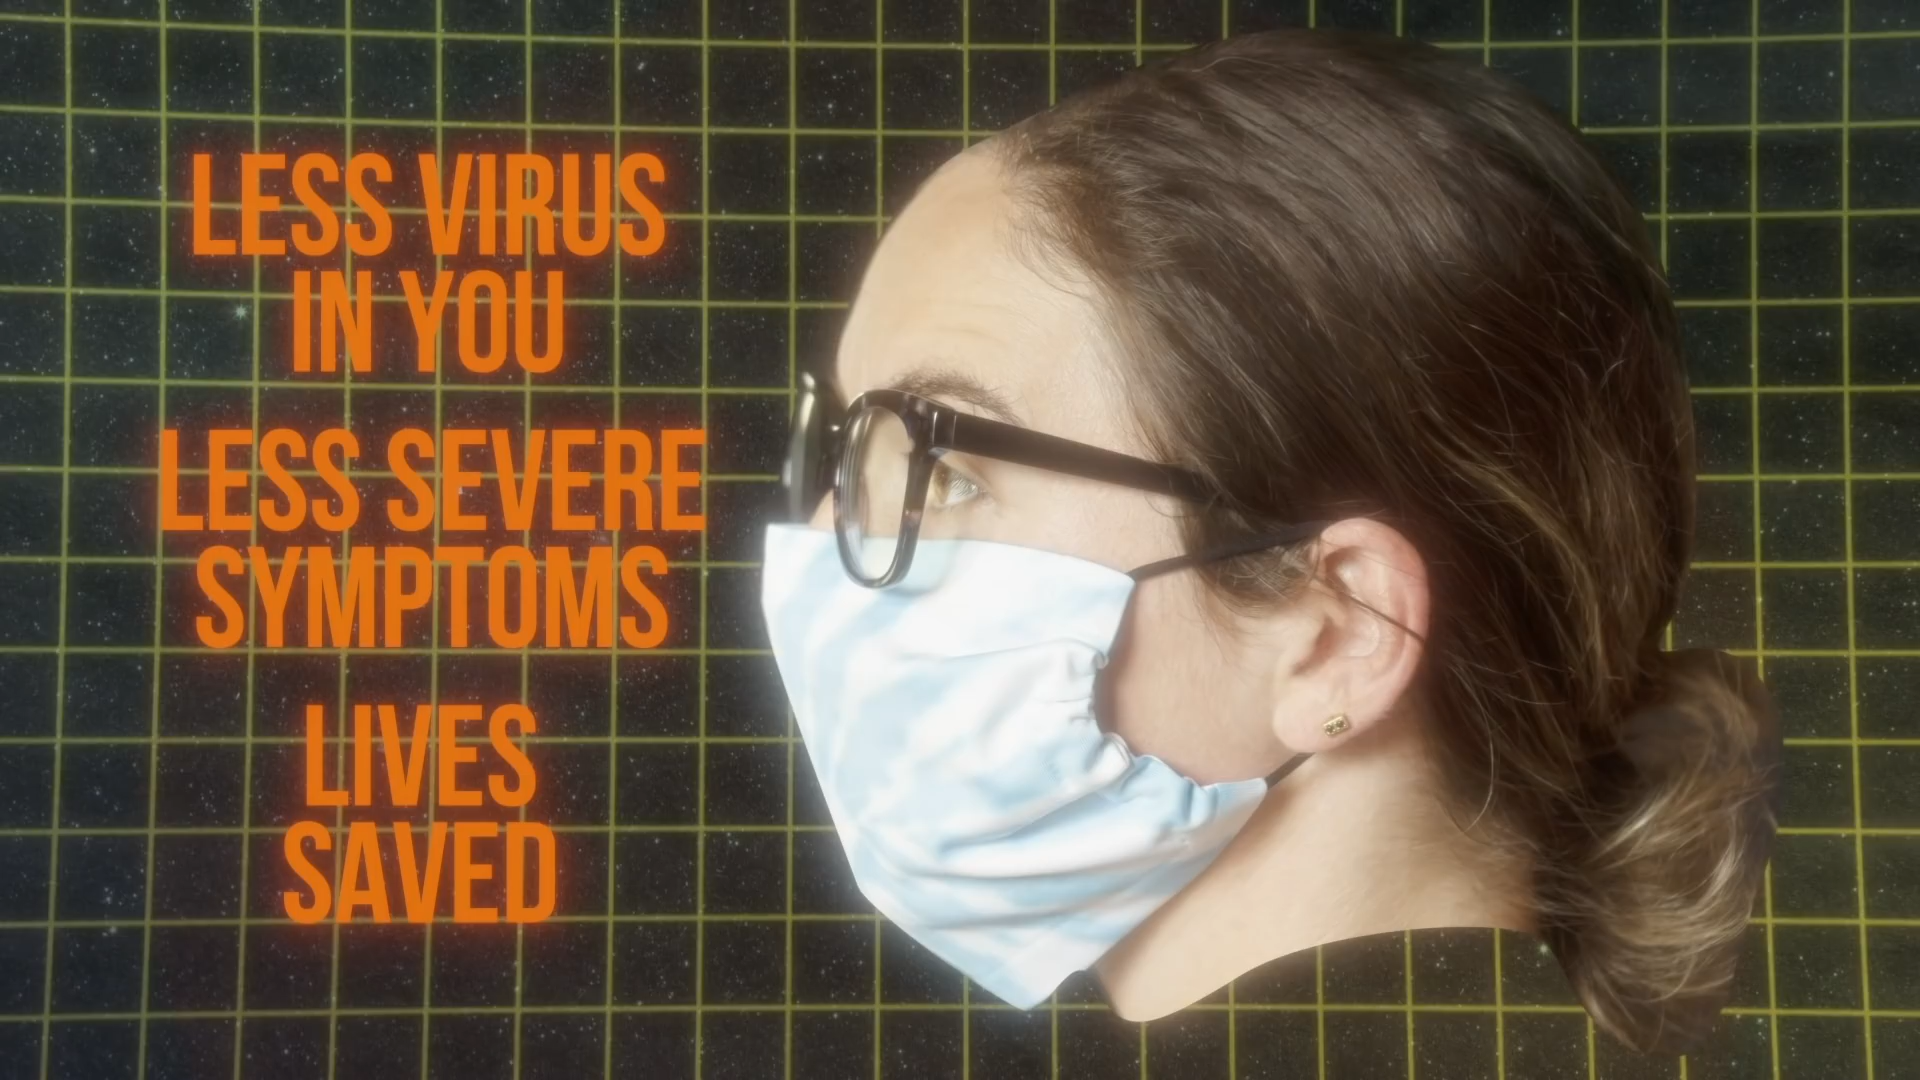 LESS VIRUS
IN YOU
LESS SEVERE
SYMPTOMS
LIVES
SAVED